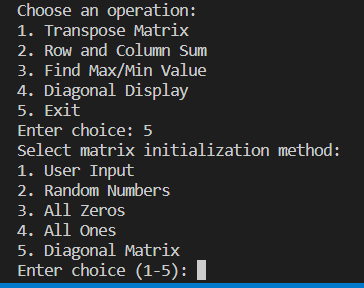 Choose an operation:
1. Transpose Matrix
2. Row and Column Sum
3. Find Max/Min Value
4. Diagonal Display
5. Exit
Enter choice: 5
Select matrix initialization method:
1. User Input
2. Random Numbers
3. All Zeros
4. All Ones
5. Diagonal Matrix
Enter choice (1-5):